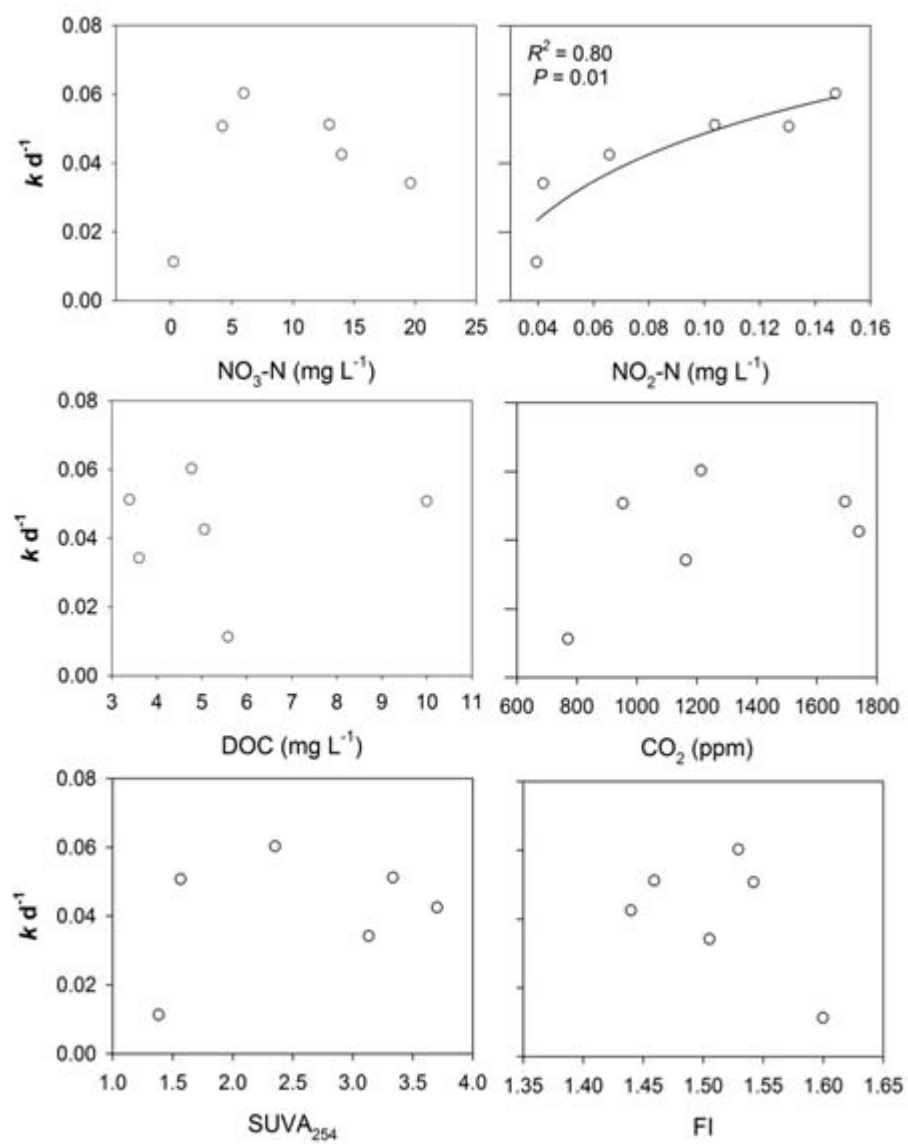 0.08
0.06
0.04
0.02
0.00
k d⁻¹
0 5 10 15 20 25
NO₃-N (mg L⁻¹)
R² = 0.80
P = 0.01
0.04 0.06 0.08 0.10 0.12 0.14 0.16
NO₂-N (mg L⁻¹)
0.08
0.06
0.04
0.02
0.00
k d⁻¹
3 4 5 6 7 8 9 10 11
DOC (mg L⁻¹)
600 800 1000 1200 1400 1600 1800
CO₂ (ppm)
0.08
0.06
0.04
0.02
0.00
k d⁻¹
1.0 1.5 2.0 2.5 3.0 3.5 4.0
SUVA₂₅₄
1.35 1.40 1.45 1.50 1.55 1.60 1.65
FI